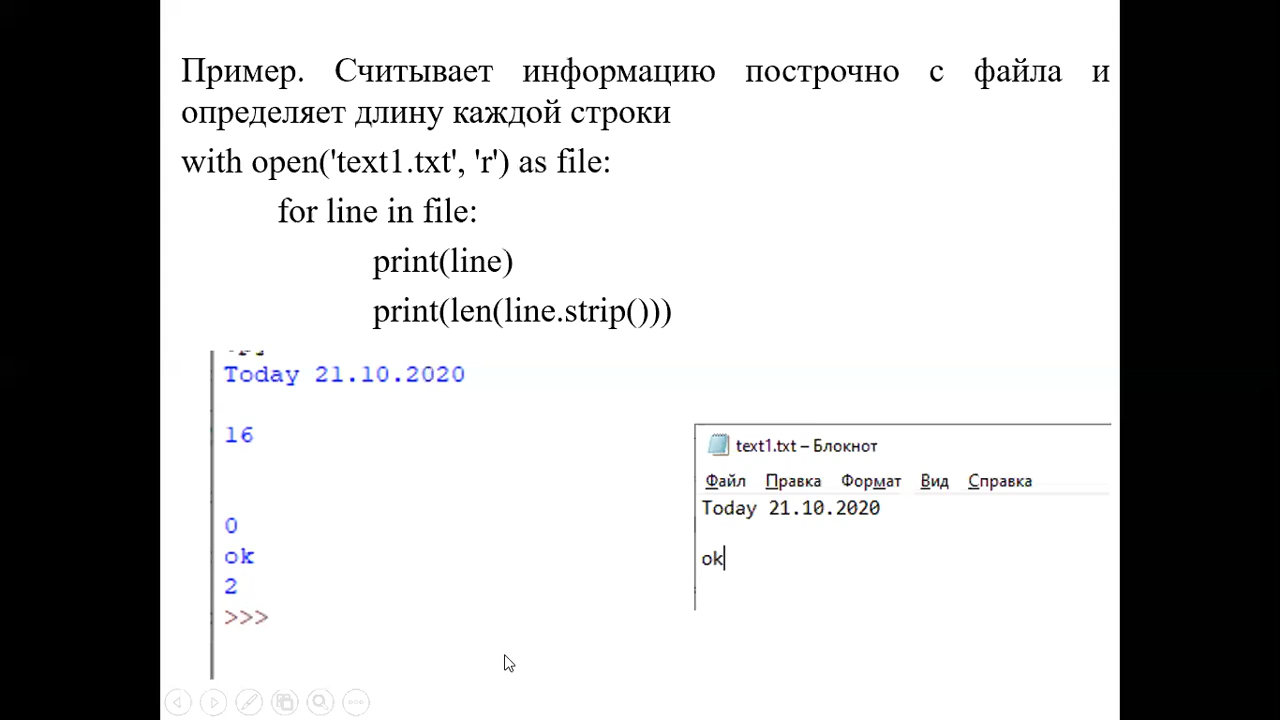 Пример. Считывает информацию построчно с файла и
определяет длину каждой строки
with open('text1.txt', 'r') as file:
for line in file:
print(line)
print(len(line.strip()))
Today 21.10.2020
16
0
ok
2
>>>
text1.txt – Блокнот
Файл Правка Формат Вид Справка
Today 21.10.2020
ok